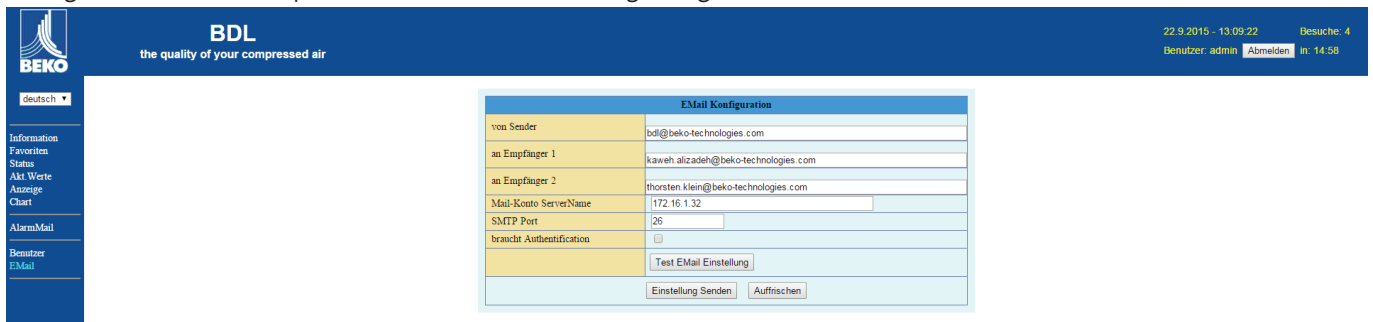 BEKO
BDL
the quality of your compressed air
22.9.2015 - 13:09:22 Besuche: 4
Benutzer: admin Abmelden in: 14:58
deutsch
Information
Favoriten
Status
Akt.Werte
Anzeige
Chart
AlarmMail
Benutzer
EMail
EMail Konfiguration
von Sender bdl@beko-technologies.com
an Empfänger 1 kaweh.alizadeh@beko-technologies.com
an Empfänger 2 thorsten.klein@beko-technologies.com
Mail-Konto ServerName 172.16.1.32
SMTP Port 26
braucht Authentification
Test EMail Einstellung
Einstellung Senden Auffrischen